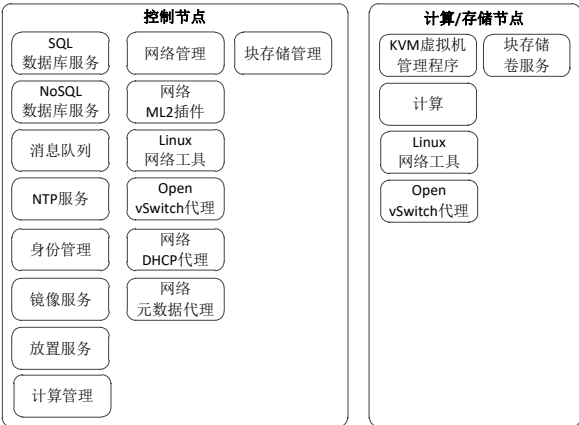 控制节点
SQL
数据库服务
网络管理
块存储管理
NoSQL
数据库服务
网络
ML2插件
消息队列
Linux
网络工具
NTP服务
Open
vSwitch代理
身份管理
网络
DHCP代理
镜像服务
网络
元数据代理
放置服务
计算管理
计算/存储节点
KVM虚拟机
管理程序
块存储
卷服务
计算
Linux
网络工具
Open
vSwitch代理